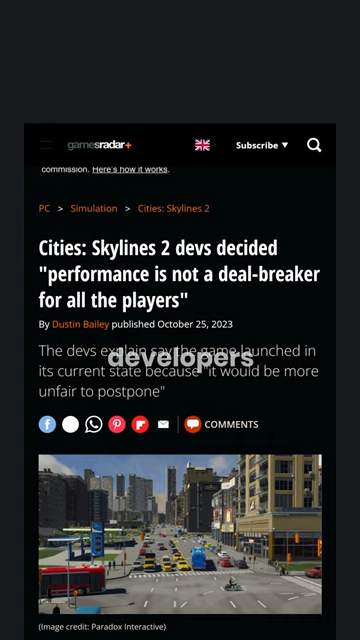 gamesradar+
Subscribe ▼
commission. Here's how it works.
PC > Simulation > Cities: Skylines 2
Cities: Skylines 2 devs decided
"performance is not a deal-breaker
for all the players"
By Dustin Bailey published October 25, 2023
The devs explain say the game launched in
developers
its current state because "it would be more
unfair to postpone"
COMMENTS
(Image credit: Paradox Interactive)